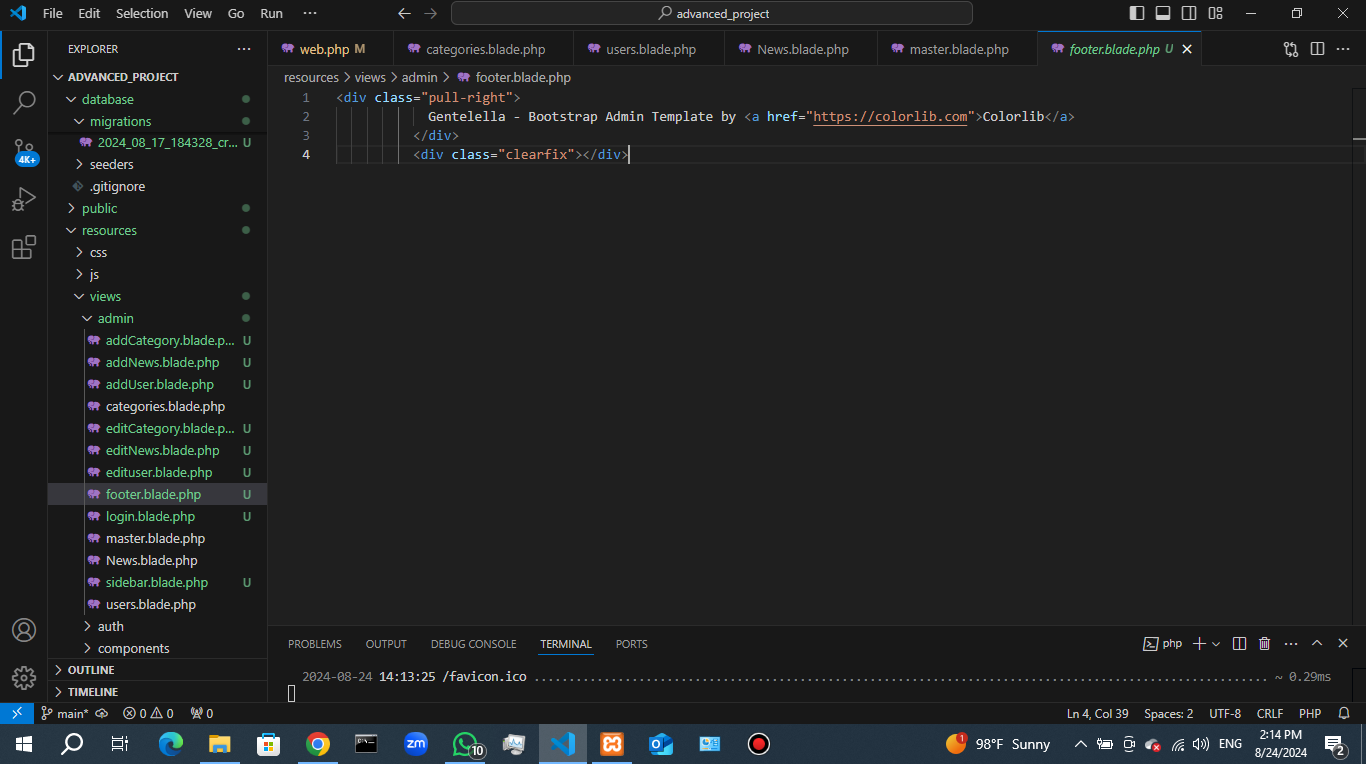 File Edit Selection View Go Run ···
advanced_project
EXPLORER
web.php M
categories.blade.php
users.blade.php
News.blade.php
master.blade.php
footer.blade.php U
resources > views > admin > footer.blade.php
1 <div class="pull-right">
2 Gentelella - Bootstrap Admin Template by <a href="https://colorlib.com">Colorlib</a>
3 </div>
4 <div class="clearfix"></div>
ADVANCED_PROJECT
database
migrations
2024_08_17_184328_cr... U
seeders
.gitignore
public
resources
css
js
views
admin
addCategory.blade.p... U
addNews.blade.php U
addUser.blade.php U
categories.blade.php
editCategory.blade.p... U
editNews.blade.php U
edituser.blade.php U
footer.blade.php U
login.blade.php U
master.blade.php
News.blade.php
sidebar.blade.php U
users.blade.php
auth
components
OUTLINE
TIMELINE
4K+
PROBLEMS OUTPUT DEBUG CONSOLE TERMINAL PORTS
php
2024-08-24 14:13:25 /favicon.ico ........................................................................................................ ~ 0.29ms
main* 0 0 0
Ln 4, Col 39 Spaces: 2 UTF-8 CRLF PHP
zm
10
1
98°F Sunny
ENG
2:14 PM
8/24/2024
2